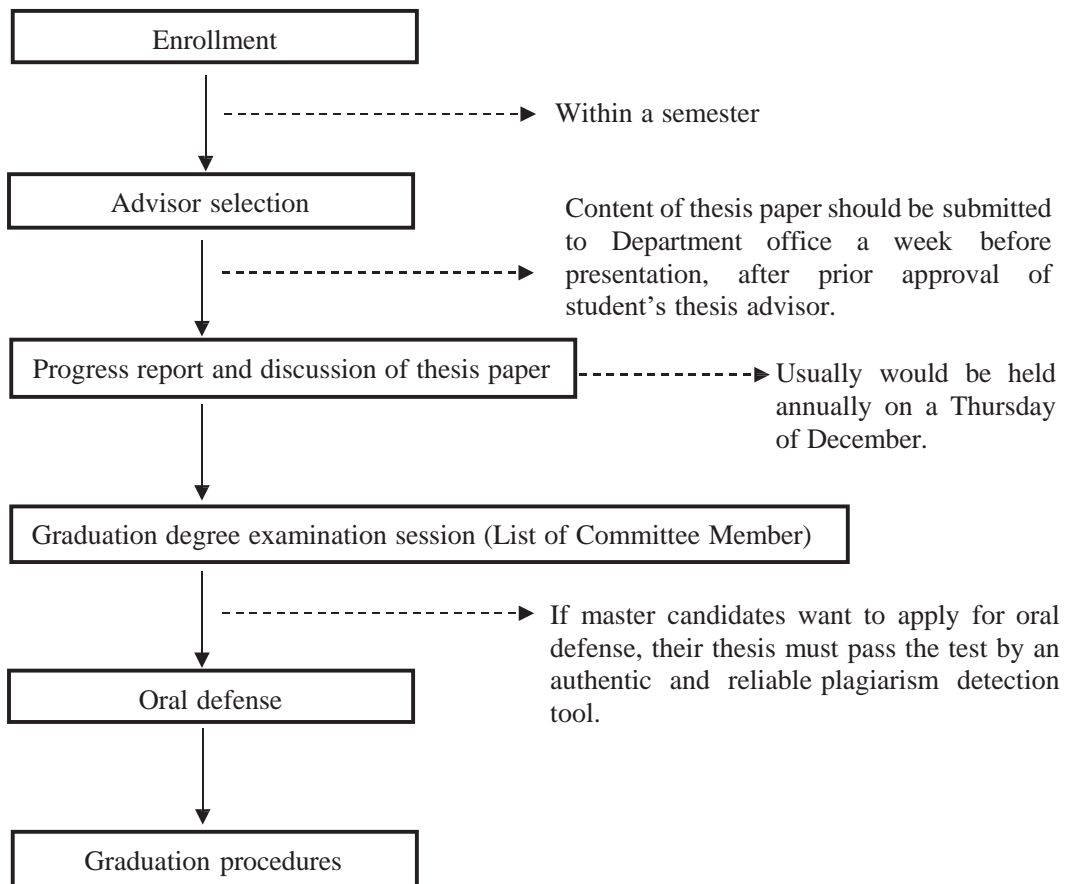 Enrollment
Within a semester
Advisor selection
Content of thesis paper should be submitted
to Department office a week before
presentation, after prior approval of
student’s thesis advisor.
Progress report and discussion of thesis paper
Usually would be held
annually on a Thursday
of December.
Graduation degree examination session (List of Committee Member)
If master candidates want to apply for oral
defense, their thesis must pass the test by an
authentic and reliable plagiarism detection
tool.
Oral defense
Graduation procedures